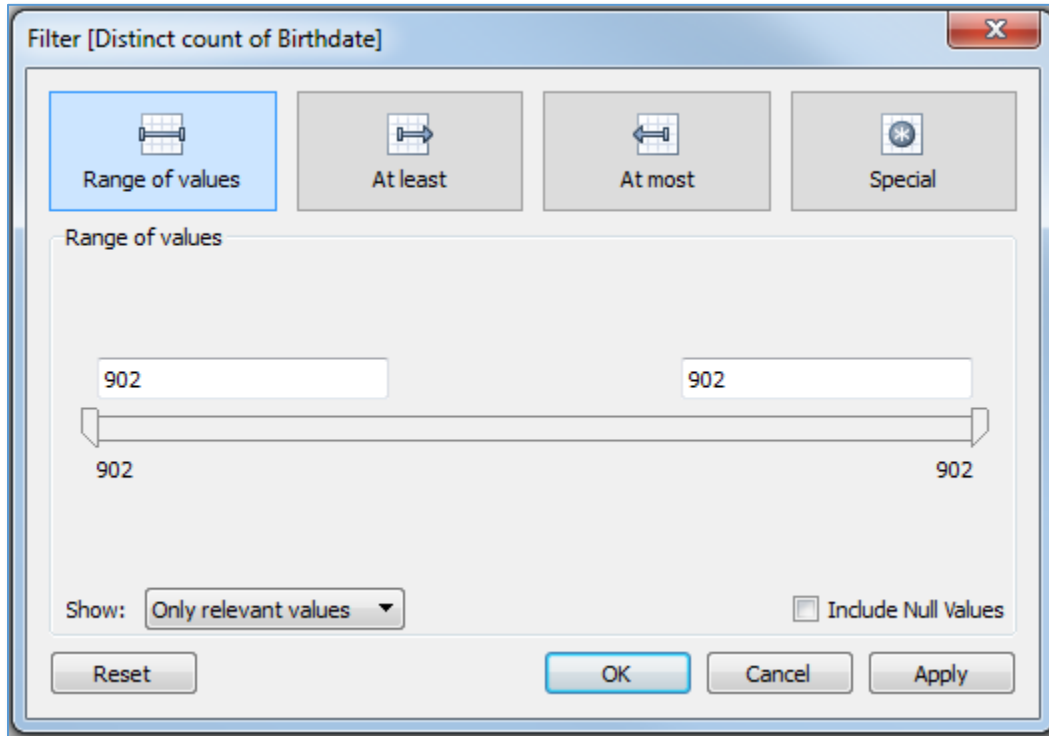 Filter [Distinct count of Birthdate]
Range of values
At least
At most
Special
Range of values
902
902
902
902
Show:
Only relevant values
Include Null Values
Reset
OK
Cancel
Apply